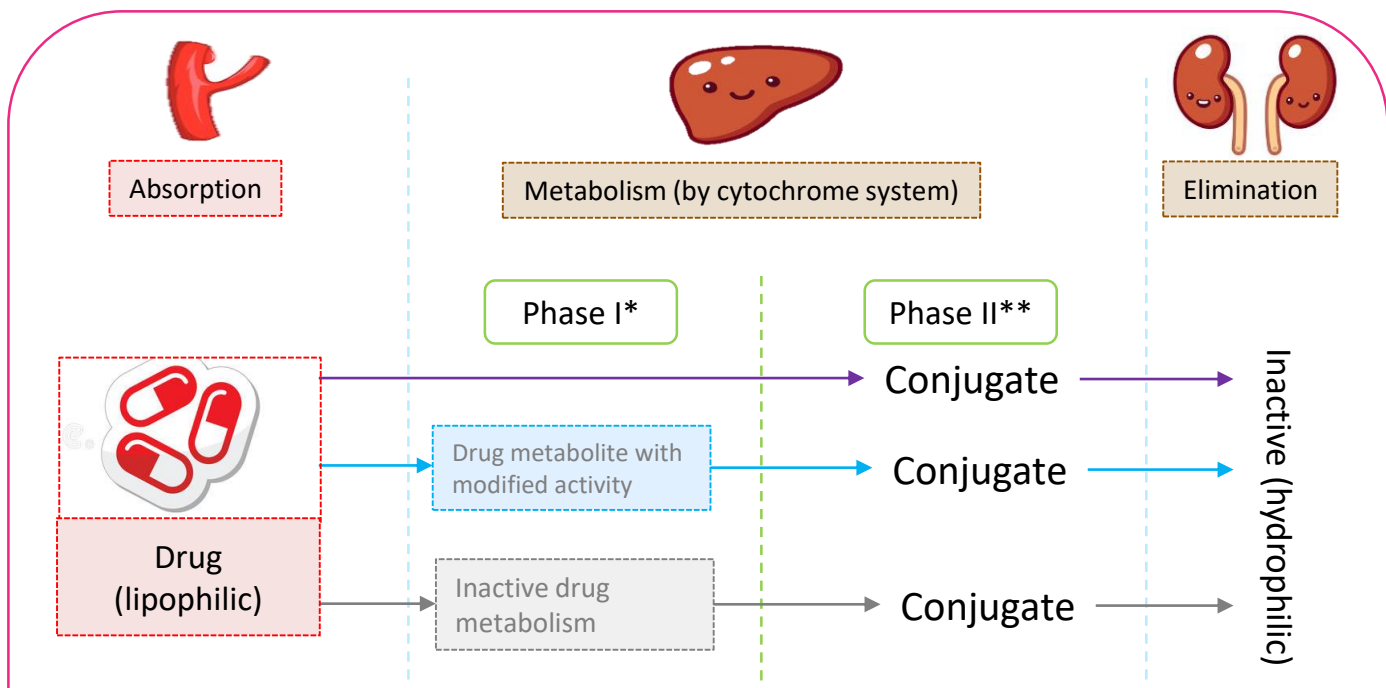 Absorption
Metabolism (by cytochrome system)
Elimination
Phase I*
Phase II**
Conjugate
Drug metabolite with
modified activity
Conjugate
Drug
(lipophilic)
Inactive drug
metabolism
Conjugate
Inactive (hydrophilic)